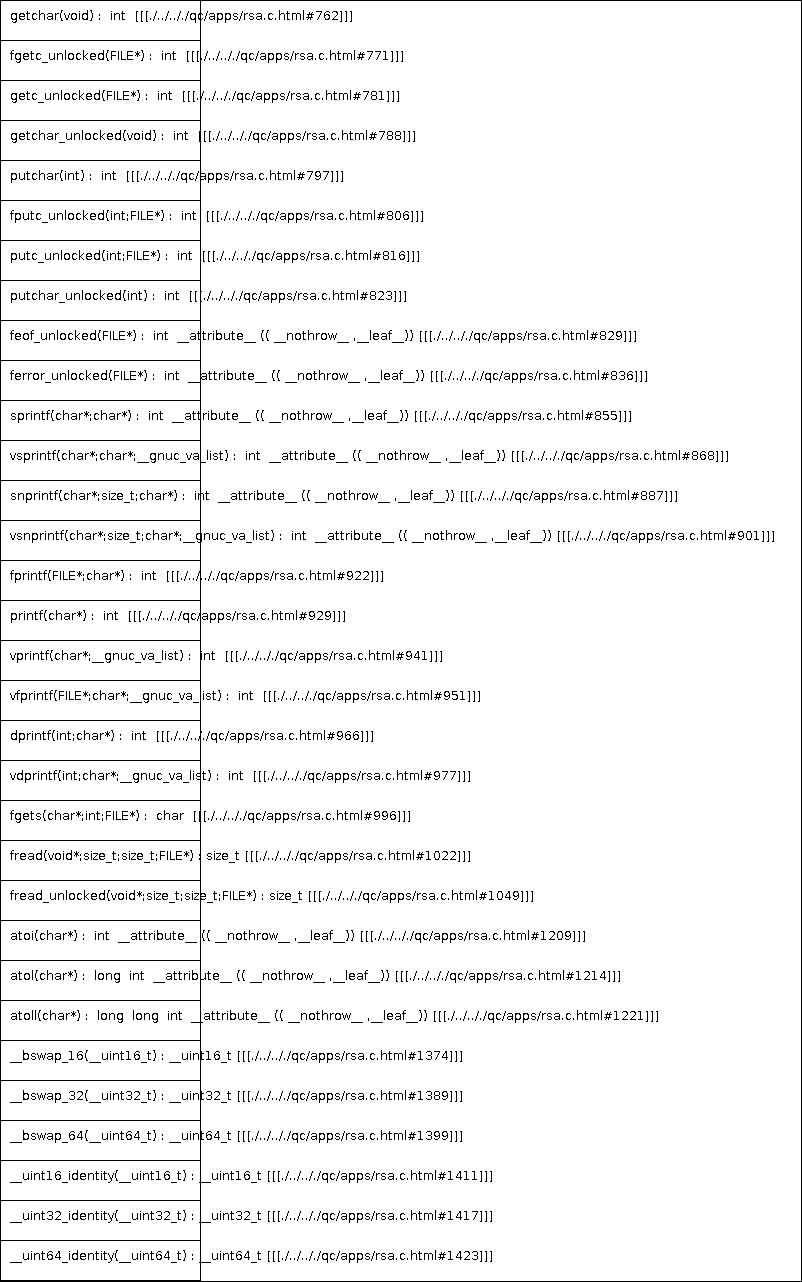 getchar(void) : int [[[./../../../qc/apps/rsa.c.html#762]]]
fgetc_unlocked(FILE*) : int [[[./../../../qc/apps/rsa.c.html#771]]]
getc_unlocked(FILE*) : int [[[./../../../qc/apps/rsa.c.html#781]]]
getchar_unlocked(void) : int [[[./../../../qc/apps/rsa.c.html#788]]]
putchar(int) : int [[[./../../../qc/apps/rsa.c.html#797]]]
fputc_unlocked(int;FILE*) : int [[[./../../../qc/apps/rsa.c.html#806]]]
putc_unlocked(int;FILE*) : int [[[./../../../qc/apps/rsa.c.html#816]]]
putchar_unlocked(int) : int [[[./../../../qc/apps/rsa.c.html#823]]]
feof_unlocked(FILE*) : int __attribute__ (( __nothrow__ ,__leaf__)) [[[./../../../qc/apps/rsa.c.html#829]]]
ferror_unlocked(FILE*) : int __attribute__ (( __nothrow__ ,__leaf__)) [[[./../../../qc/apps/rsa.c.html#836]]]
sprintf(char*;char*) : int __attribute__ (( __nothrow__ ,__leaf__)) [[[./../../../qc/apps/rsa.c.html#855]]]
vsprintf(char*;char*;__gnuc_va_list) : int __attribute__ (( __nothrow__ ,__leaf__)) [[[./../../../qc/apps/rsa.c.html#868]]]
snprintf(char*;size_t;char*) : int __attribute__ (( __nothrow__ ,__leaf__)) [[[./../../../qc/apps/rsa.c.html#887]]]
vsnprintf(char*;size_t;char*;__gnuc_va_list) : int __attribute__ (( __nothrow__ ,__leaf__)) [[[./../../../qc/apps/rsa.c.html#901]]]
fprintf(FILE*;char*) : int [[[./../../../qc/apps/rsa.c.html#922]]]
printf(char*) : int [[[./../../../qc/apps/rsa.c.html#929]]]
vprintf(char*;__gnuc_va_list) : int [[[./../../../qc/apps/rsa.c.html#941]]]
vfprintf(FILE*;char*;__gnuc_va_list) : int [[[./../../../qc/apps/rsa.c.html#951]]]
dprintf(int;char*) : int [[[./../../../qc/apps/rsa.c.html#966]]]
vdprintf(int;char*;__gnuc_va_list) : int [[[./../../../qc/apps/rsa.c.html#977]]]
fgets(char*;int;FILE*) : char [[[./../../../qc/apps/rsa.c.html#996]]]
fread(void*;size_t;size_t;FILE*) : size_t [[[./../../../qc/apps/rsa.c.html#1022]]]
fread_unlocked(void*;size_t;size_t;FILE*) : size_t [[[./../../../qc/apps/rsa.c.html#1049]]]
atoi(char*) : int __attribute__ (( __nothrow__ ,__leaf__)) [[[./../../../qc/apps/rsa.c.html#1209]]]
atol(char*) : long int __attribute__ (( __nothrow__ ,__leaf__)) [[[./../../../qc/apps/rsa.c.html#1214]]]
atoll(char*) : long long int __attribute__ (( __nothrow__ ,__leaf__)) [[[./../../../qc/apps/rsa.c.html#1221]]]
__bswap_16(__uint16_t) : __uint16_t [[[./../../../qc/apps/rsa.c.html#1374]]]
__bswap_32(__uint32_t) : __uint32_t [[[./../../../qc/apps/rsa.c.html#1389]]]
__bswap_64(__uint64_t) : __uint64_t [[[./../../../qc/apps/rsa.c.html#1399]]]
__uint16_identity(__uint16_t) : __uint16_t [[[./../../../qc/apps/rsa.c.html#1411]]]
__uint32_identity(__uint32_t) : __uint32_t [[[./../../../qc/apps/rsa.c.html#1417]]]
__uint64_identity(__uint64_t) : __uint64_t [[[./../../../qc/apps/rsa.c.html#1423]]]